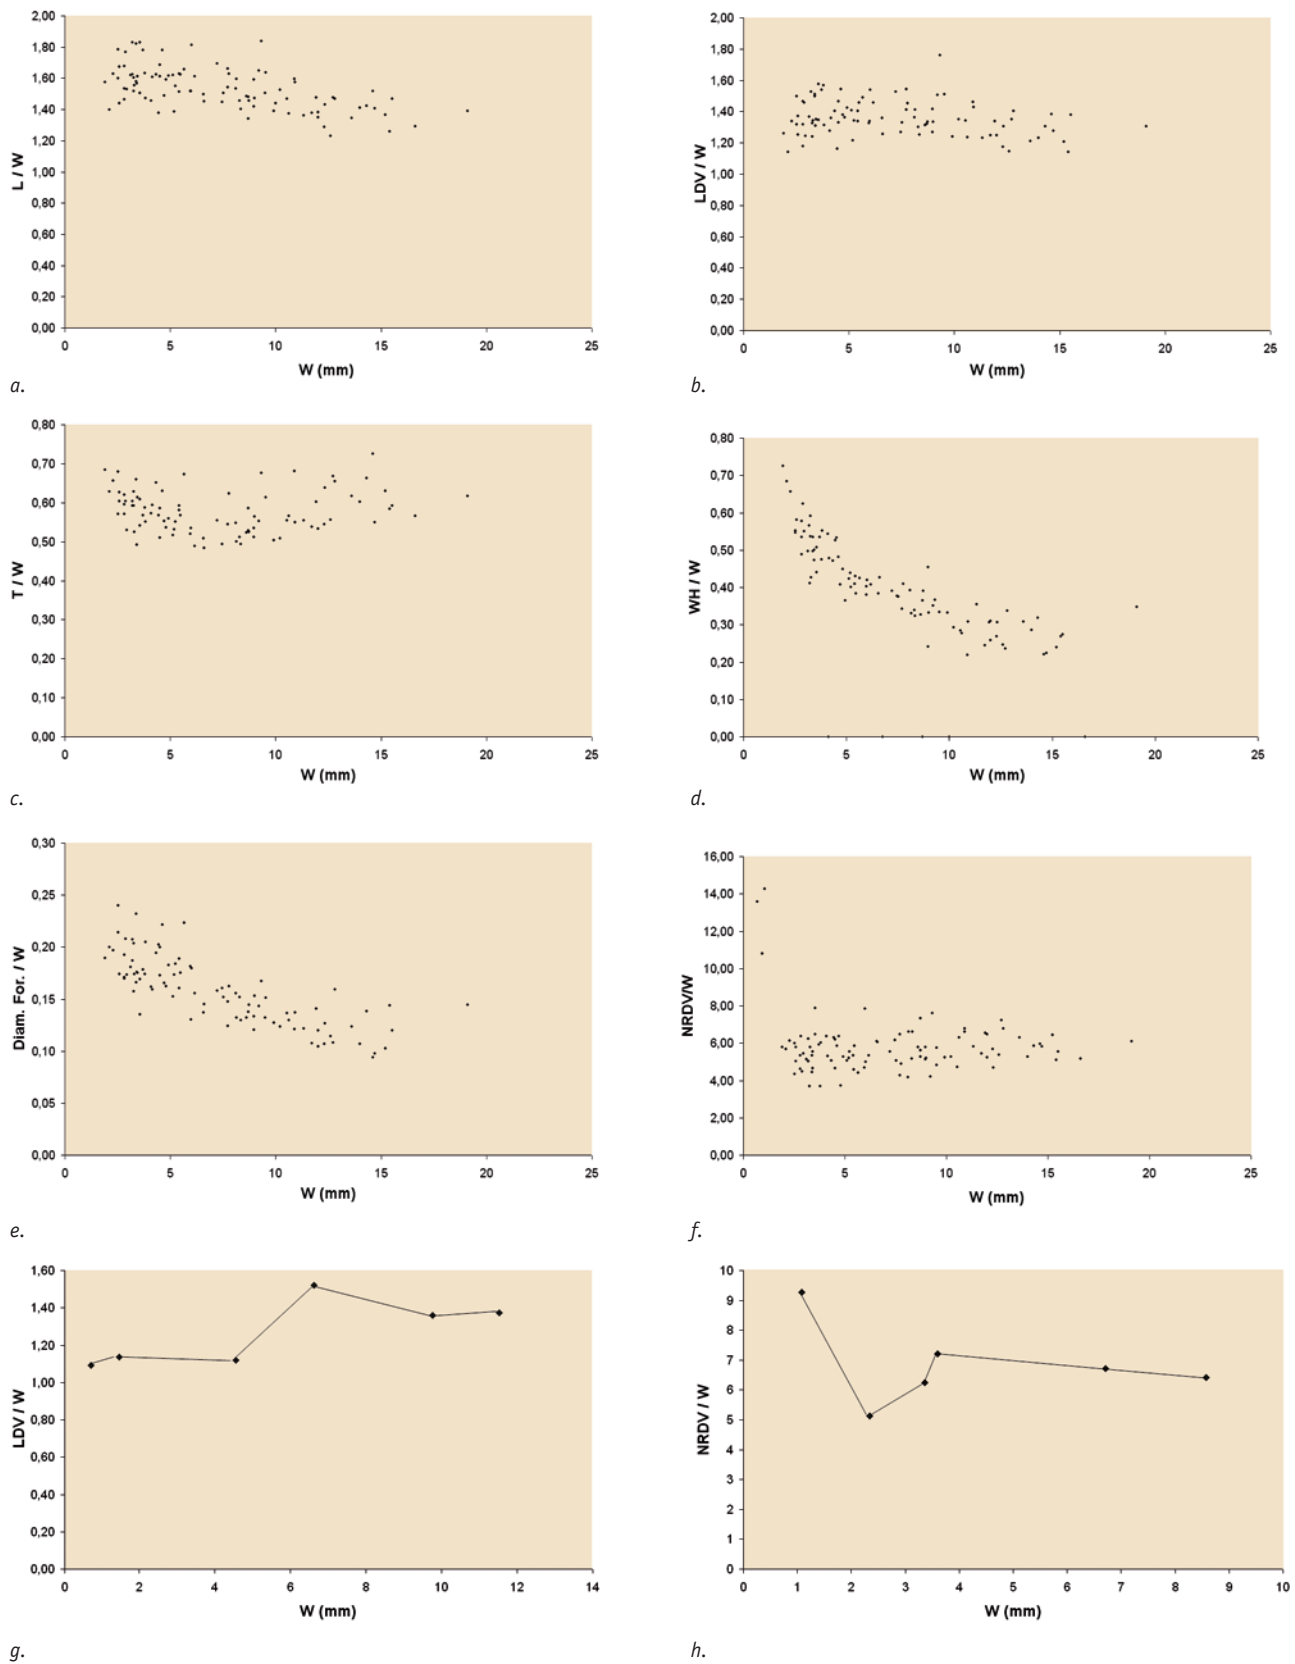 2,00
1,80
1,60
1,40
1,20
1,00
0,80
0,60
0,40
0,20
0,00
L / W
0 5 10 15 20 25
W (mm)
a.
2,00
1,80
1,60
1,40
1,20
1,00
0,80
0,60
0,40
0,20
0,00
LDV / W
0 5 10 15 20 25
W (mm)
b.
0,80
0,70
0,60
0,50
0,40
0,30
0,20
0,10
0,00
T / W
0 5 10 15 20 25
W (mm)
c.
0,80
0,70
0,60
0,50
0,40
0,30
0,20
0,10
0,00
WH / W
0 5 10 15 20 25
W (mm)
d.
0,30
0,25
0,20
0,15
0,10
0,05
0,00
Diam. For. / W
0 5 10 15 20 25
W (mm)
e.
16,00
14,00
12,00
10,00
8,00
6,00
4,00
2,00
0,00
NRDV/W
0 5 10 15 20 25
W (mm)
f.
1,60
1,40
1,20
1,00
0,80
0,60
0,40
0,20
0,00
LDV / W
0 2 4 6 8 10 12 14
W (mm)
g.
10
9
8
7
6
5
4
3
2
1
0
NRDV / W
0 1 2 3 4 5 6 7 8 9 10
W (mm)
h.